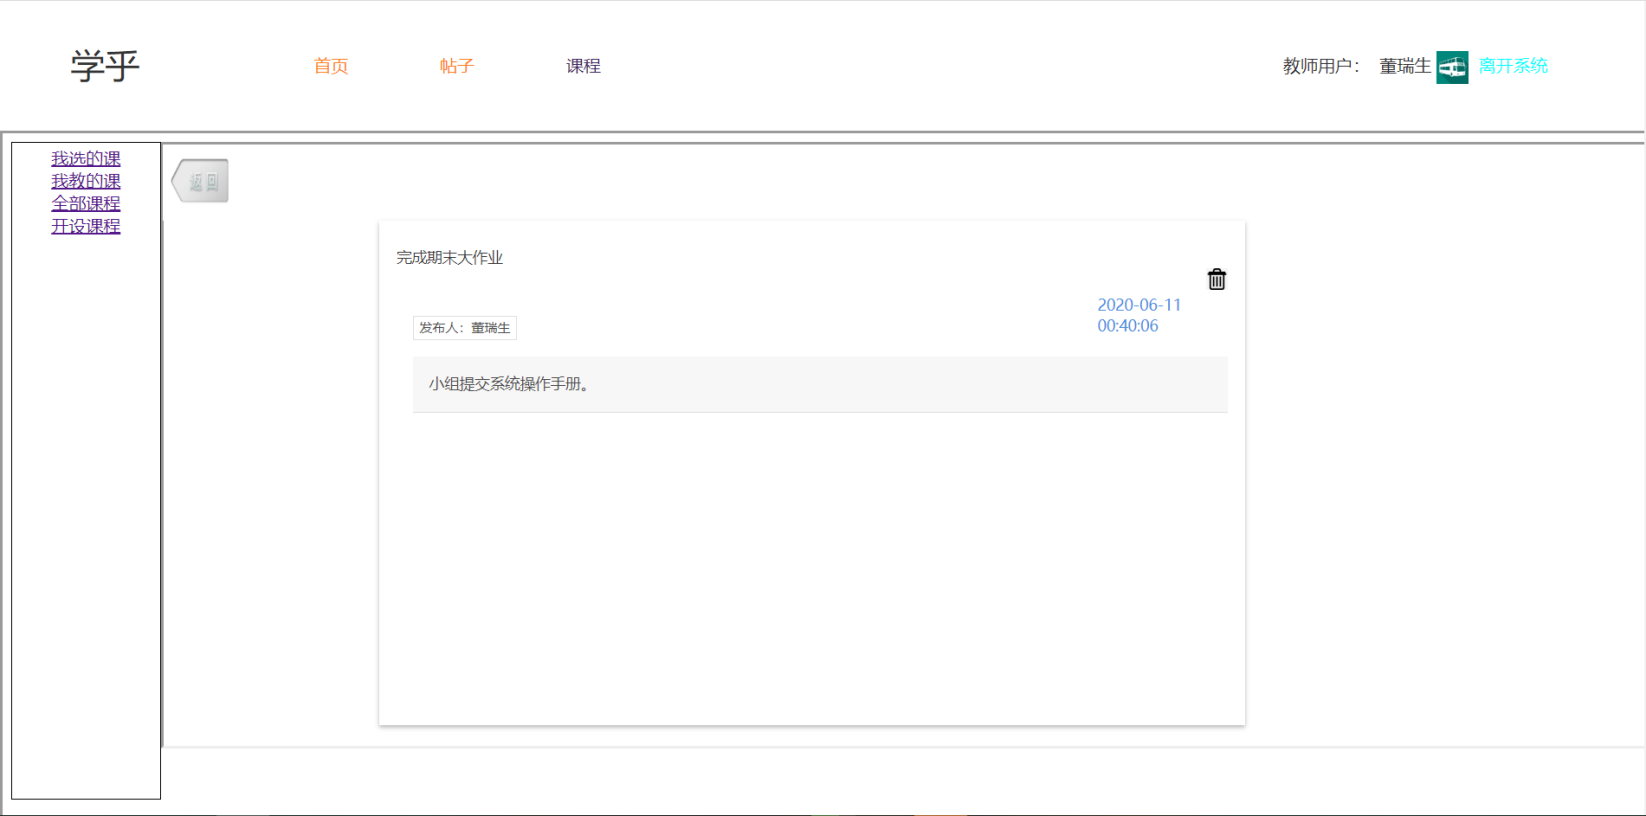 学乎
首页
帖子
课程
教师用户： 董瑞生
离开系统
我选的课
我教的课
全部课程
开设课程
返回
完成期末大作业
2020-06-11
00:40:06
发布人：董瑞生
小组提交系统操作手册。